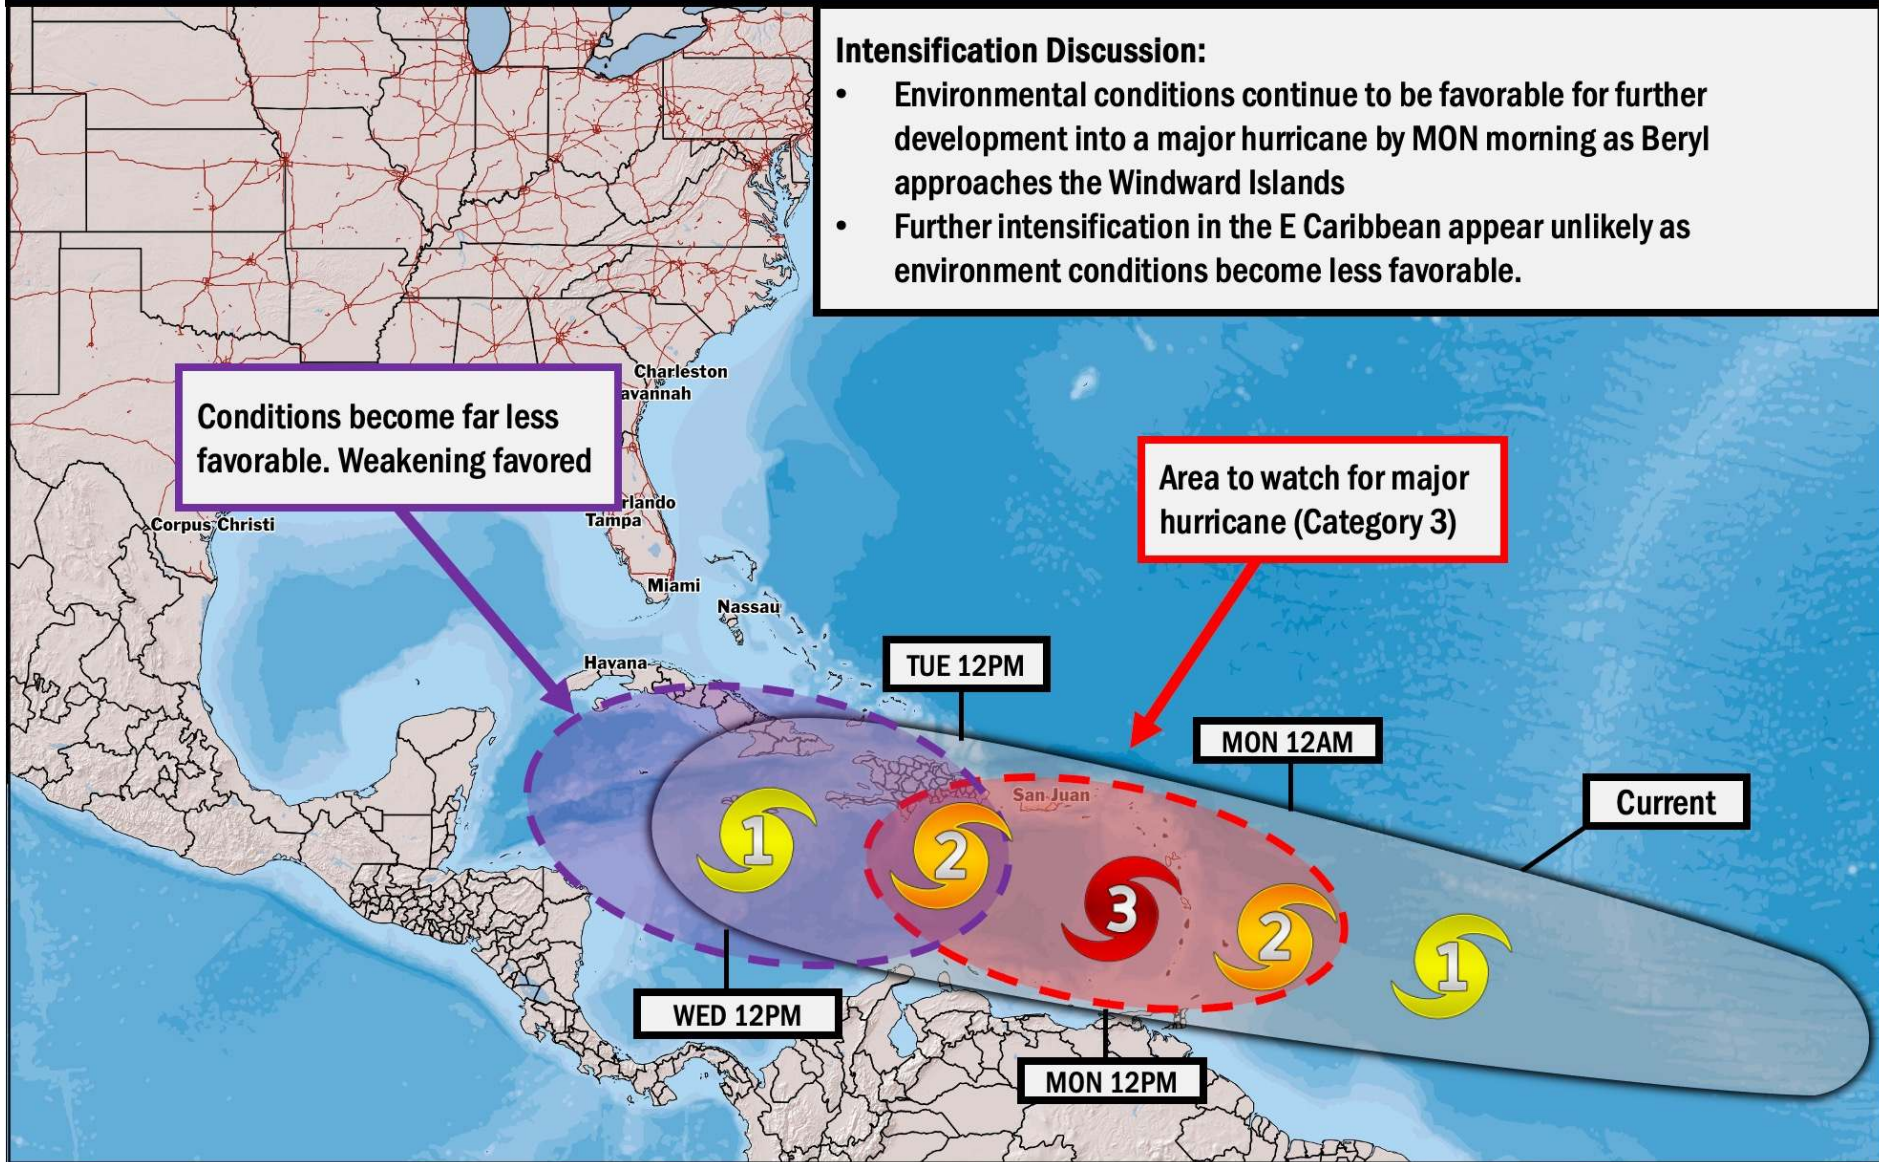 Intensification Discussion:
• Environmental conditions continue to be favorable for further
development into a major hurricane by MON morning as Beryl
approaches the Windward Islands
• Further intensification in the E Caribbean appear unlikely as
environment conditions become less favorable.
Charleston
avannah
Conditions become far less
favorable. Weakening favored
Area to watch for major
hurricane (Category 3)
rlando
Tampa
Corpus Christi
Miami
Nassau
Havana
TUE 12PM
MON 12AM
San Juan
Current
1
2
3
2
1
WED 12PM
MON 12PM